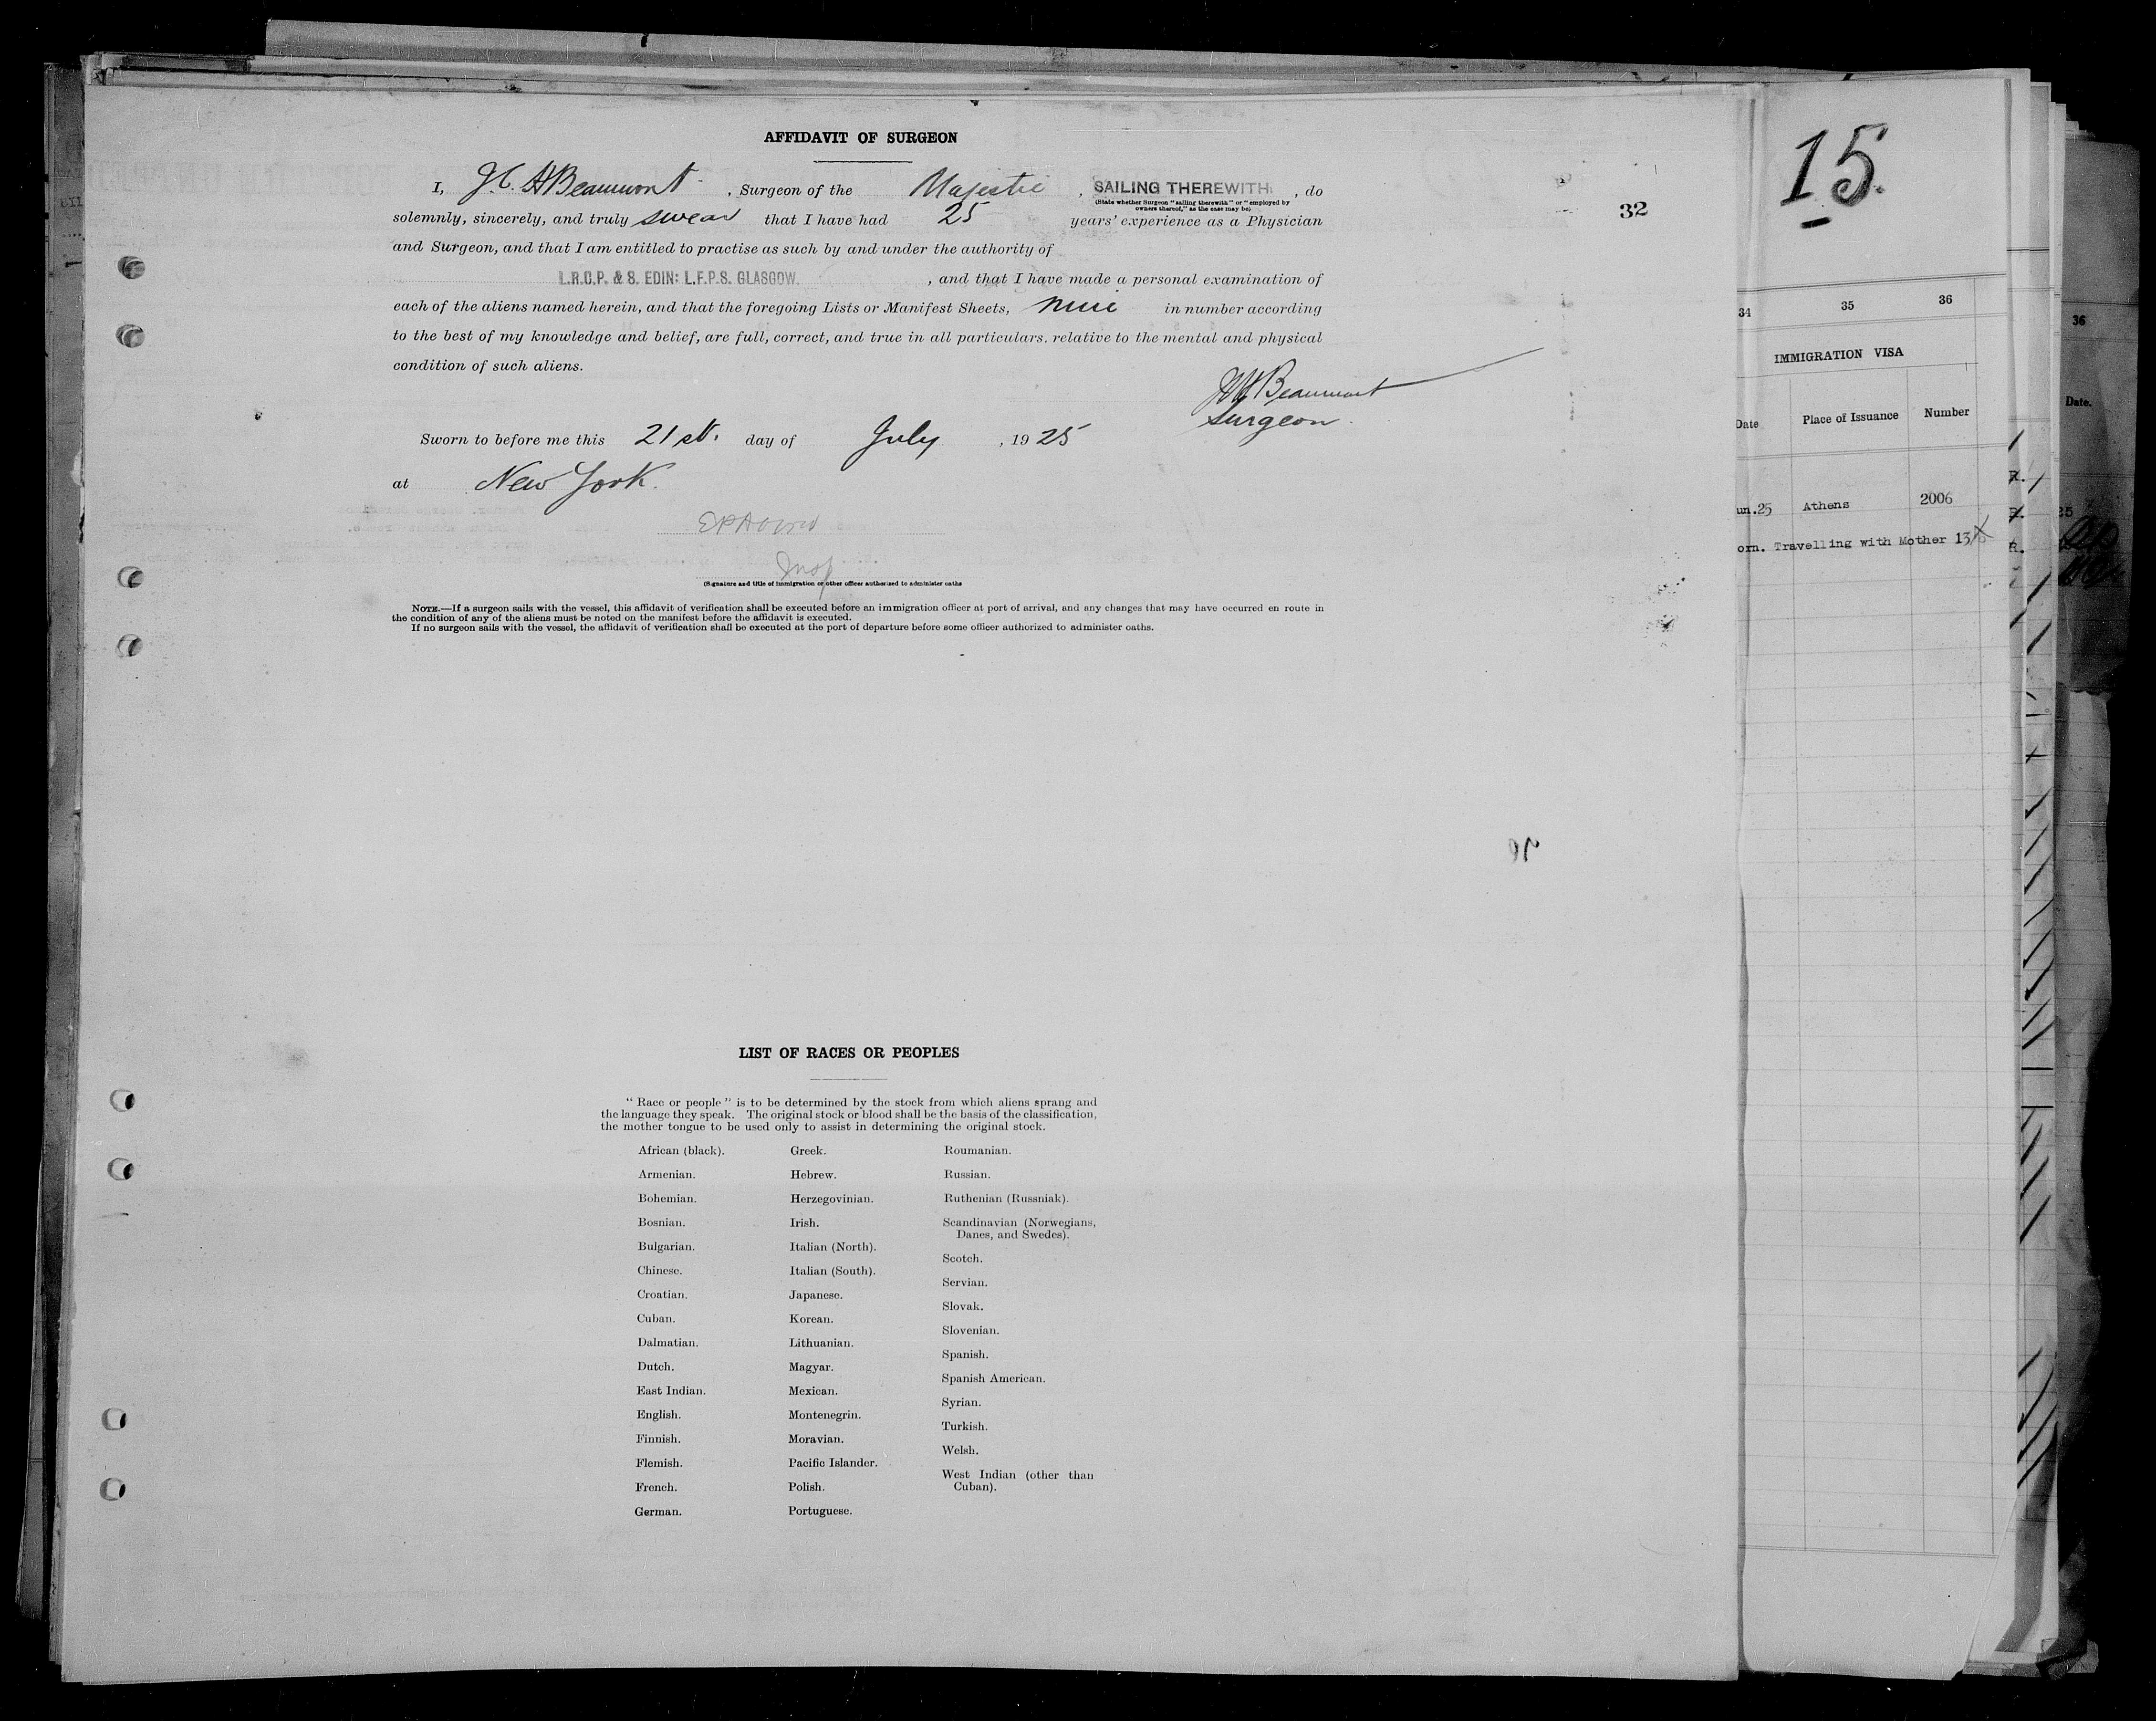 AFFIDAVIT OF SURGEON
I, J.C. H Beaumont, Surgeon of the Majestic, SAILING THEREWITH, do
(State whether Surgeon "sailing therewith" or "employed by
owners thereof," as the case may be)
solemnly, sincerely, and truly swear that I have had 25 years' experience as a Physician
and Surgeon, and that I am entitled to practise as such by and under the authority of
L.R.C.P. & S. EDIN: L.F.P.S. GLASGOW. , and that I have made a personal examination of
each of the aliens named herein, and that the foregoing Lists or Manifest Sheets, nine in number according
to the best of my knowledge and belief, are full, correct, and true in all particulars, relative to the mental and physical
condition of such aliens.
Beaumont
Surgeon.
Sworn to before me this 21st. day of July, 1925
at New York.
Insp
(Signature and title of immigration or other officer authorized to administer oaths
NOTE.—If a surgeon sails with the vessel, this affidavit of verification shall be executed before an immigration officer at port of arrival, and any changes that may have occurred en route in
the condition of any of the aliens must be noted on the manifest before the affidavit is executed.
If no surgeon sails with the vessel, the affidavit of verification shall be executed at the port of departure before some officer authorized to administer oaths.
LIST OF RACES OR PEOPLES
"Race or people" is to be determined by the stock from which aliens sprang and
the language they speak. The original stock or blood shall be the basis of the classification,
the mother tongue to be used only to assist in determining the original stock.
African (black).
Armenian.
Bohemian.
Bosnian.
Bulgarian.
Chinese.
Croatian.
Cuban.
Dalmatian.
Dutch.
East Indian.
English.
Finnish.
Flemish.
French.
German.
Greek.
Hebrew.
Herzegovinian.
Irish.
Italian (North).
Italian (South).
Japanese.
Korean.
Lithuanian.
Magyar.
Mexican.
Montenegrin.
Moravian.
Pacific Islander.
Polish.
Portuguese.
Roumanian.
Russian.
Ruthenian (Russniak).
Scandinavian (Norwegians,
Danes, and Swedes).
Scotch.
Servian.
Slovak.
Slovenian.
Spanish.
Spanish American.
Syrian.
Turkish.
Welsh.
West Indian (other than
Cuban).
32
15
34 35 36
IMMIGRATION VISA
Date Place of Issuance Number
un.25 Athens 2006
orn. Travelling with Mother 13
36
Date.